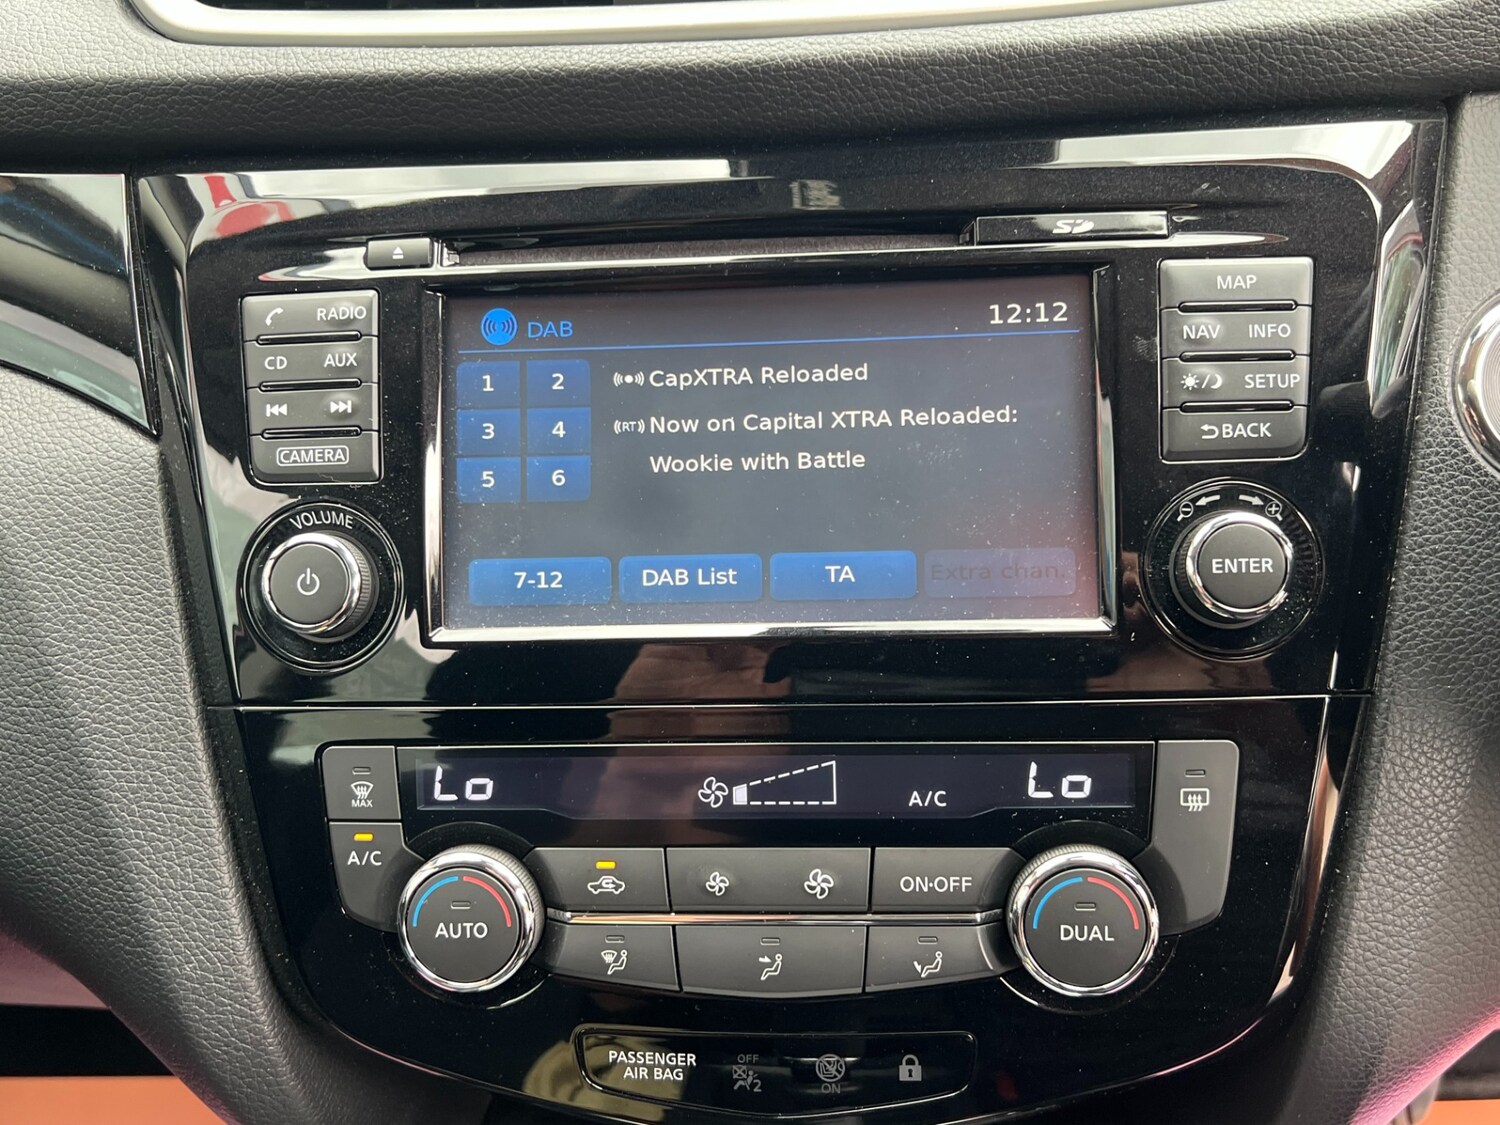 SD
RADIO
CD AUX
CAMERA
VOLUME
DAB
12:12
1 2
3 4
5 6
CapXTRA Reloaded
(RT) Now on Capital XTRA Reloaded:
Wookie with Battle
7-12 DAB List TA Extra chan.
MAP
NAV INFO
SETUP
BACK
ENTER
MAX
Lo A/C Lo
A/C
AUTO
ON·OFF
DUAL
PASSENGER
AIR BAG
OFF
2
ON